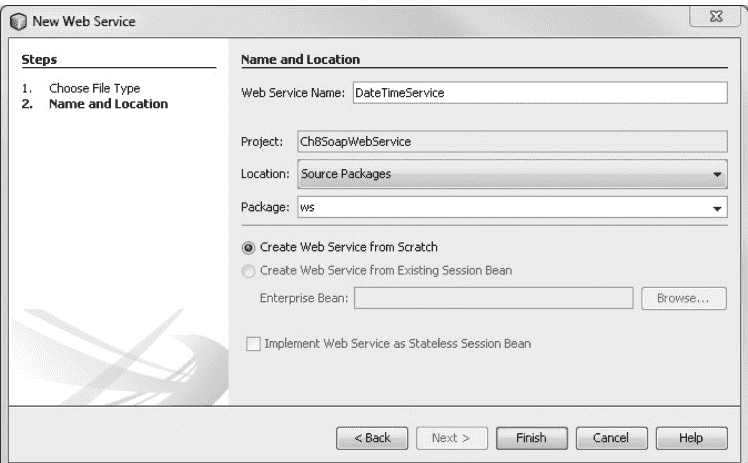 New Web Service
Steps
1. Choose File Type
2. Name and Location
Name and Location
Web Service Name: DateTimeService
Project: Ch8SoapWebService
Location: Source Packages
Package: ws
Create Web Service from Scratch
Create Web Service from Existing Session Bean
Enterprise Bean: Browse...
Implement Web Service as Stateless Session Bean
< Back Next > Finish Cancel Help